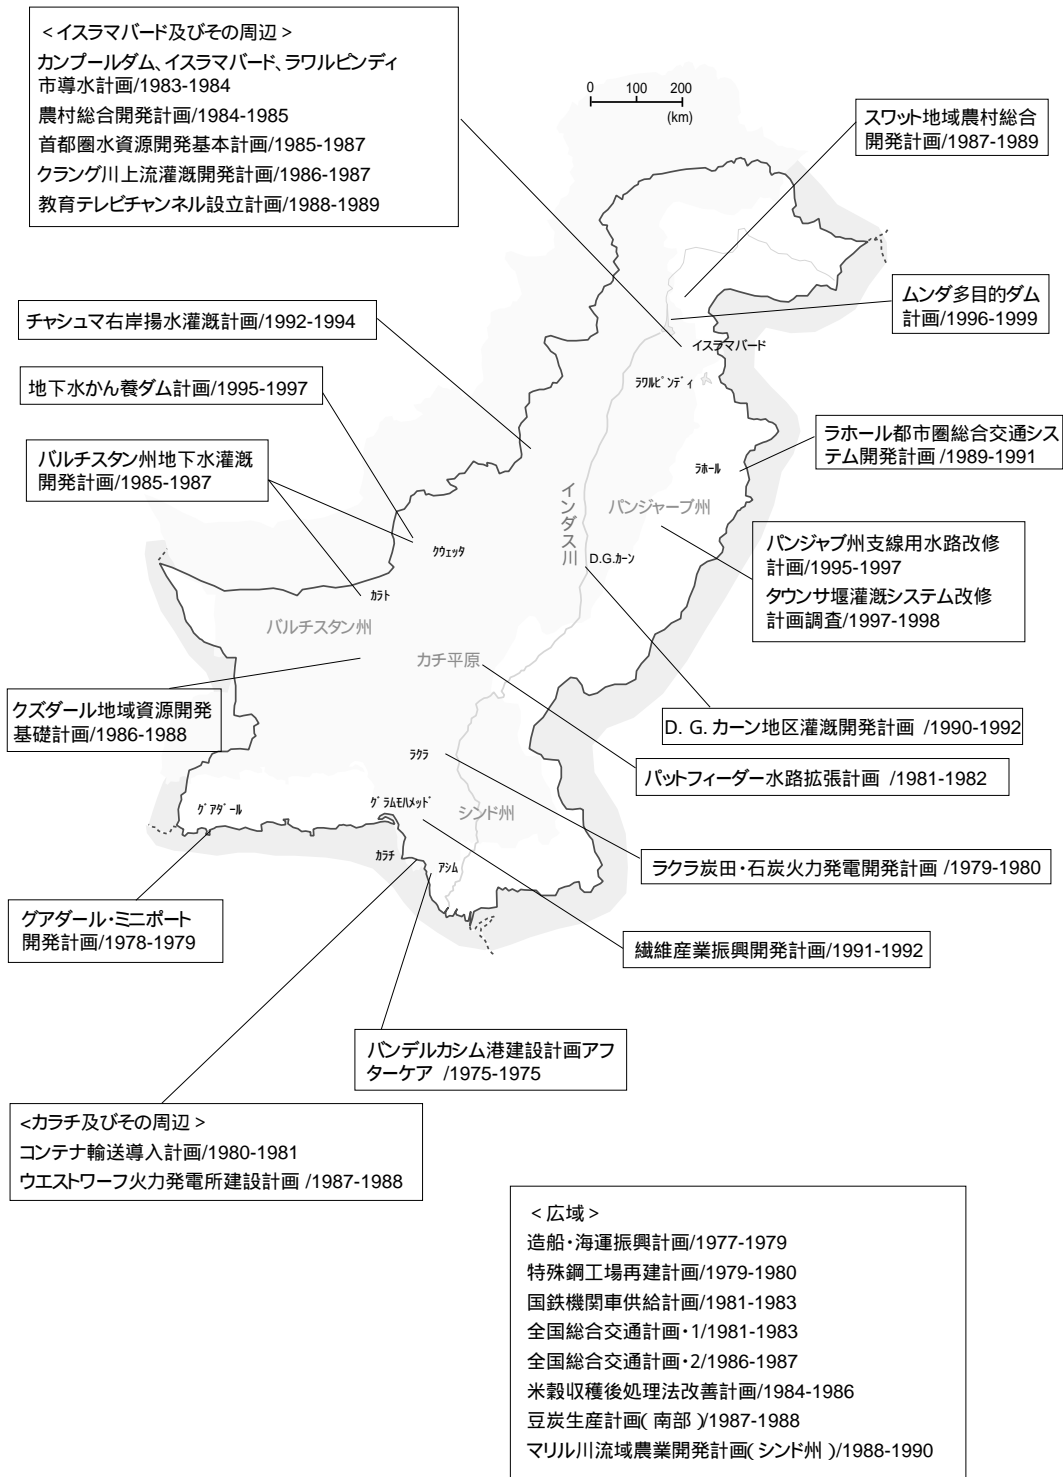 ＜イスラマバード及びその周辺＞
カンプールダム、イスラマバード、ラワルピンディ
市導水計画/1983-1984
農村総合開発計画/1984-1985
首都圏水資源開発基本計画/1985-1987
クラング川上流灌漑開発計画/1986-1987
教育テレビチャンネル設立計画/1988-1989
0 100 200
(km)
スワット地域農村総合
開発計画/1987-1989
ムンダ多目的ダム
計画/1996-1999
チャシュマ右岸揚水灌漑計画/1992-1994
イスラマバード
ラワルピンディ
地下水かん養ダム計画/1995-1997
ラホール都市圏総合交通シス
テム開発計画/1989-1991
バルチスタン州地下水灌漑
開発計画/1985-1987
ラホール
インダス川
パンジャーブ州
クウェッタ
D.G.カーン
パンジャブ州支線用水路改修
計画/1995-1997
タウンサ堰灌漑システム改修
計画調査/1997-1998
カラト
バルチスタン州
カチ平原
クズダール地域資源開発
基礎計画/1986-1988
D. G. カーン地区灌漑開発計画 /1990-1992
ラクラ
パットフィーダー水路拡張計画 /1981-1982
グアダール
グラムモハメッド
シンド州
カラチ
アシム
ラクラ炭田・石炭火力発電開発計画 /1979-1980
グアダール・ミニポート
開発計画/1978-1979
繊維産業振興開発計画/1991-1992
バンデルカシム港建設計画アフ
ターケア /1975-1975
<カラチ及びその周辺＞
コンテナ輸送導入計画/1980-1981
ウエストワーフ火力発電所建設計画 /1987-1988
＜広域＞
造船・海運振興計画/1977-1979
特殊鋼工場再建計画/1979-1980
国鉄機関車供給計画/1981-1983
全国総合交通計画・1/1981-1983
全国総合交通計画・2/1986-1987
米穀収穫後処理法改善計画/1984-1986
豆炭生産計画(南部)/1987-1988
マリル川流域農業開発計画(シンド州)/1988-1990